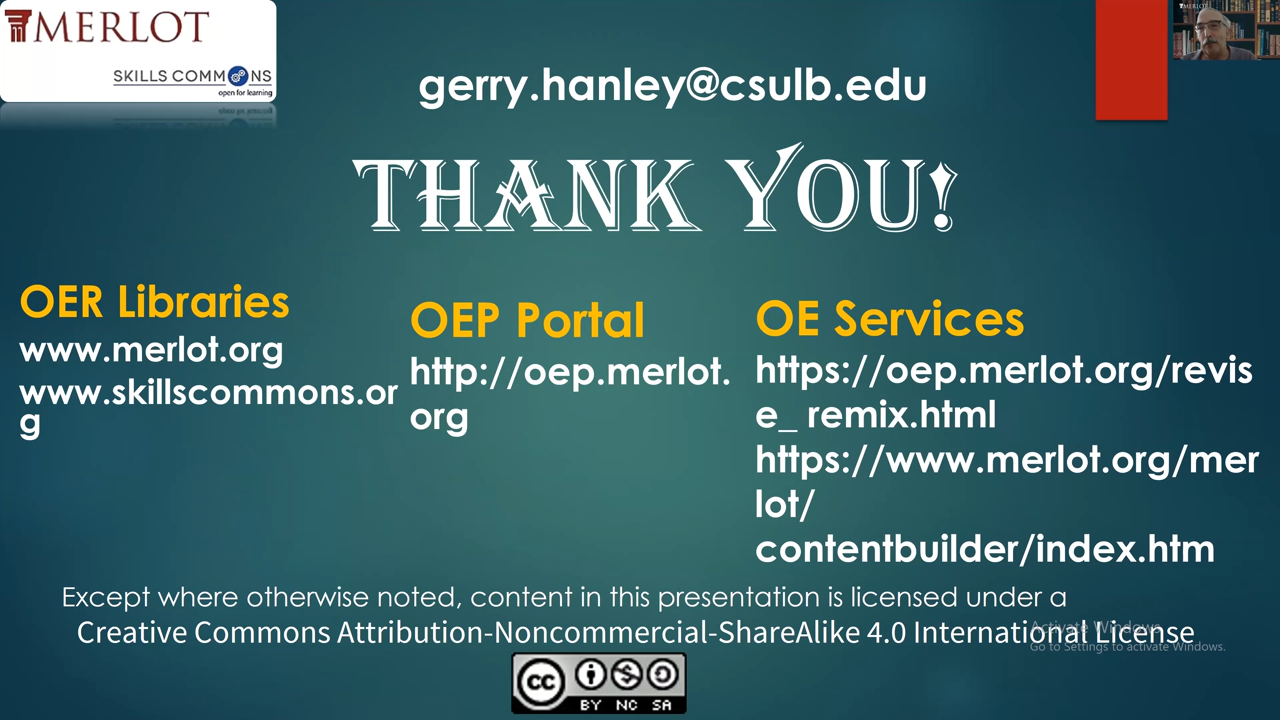 MERLOT
SKILLS COMMONS
open for learning
MERLOT
gerry.hanley@csulb.edu
THANK YOU!
OER Libraries
www.merlot.org
www.skillscommons.or
g
OEP Portal
http://oep.merlot.
org
OE Services
https://oep.merlot.org/revis
e_ remix.html
https://www.merlot.org/mer
lot/
contentbuilder/index.htm
Except where otherwise noted, content in this presentation is licensed under a
Creative Commons Attribution-Noncommercial-ShareAlike 4.0 International License
Activate Windows
Go to Settings to activate Windows.
cc
BY NC SA